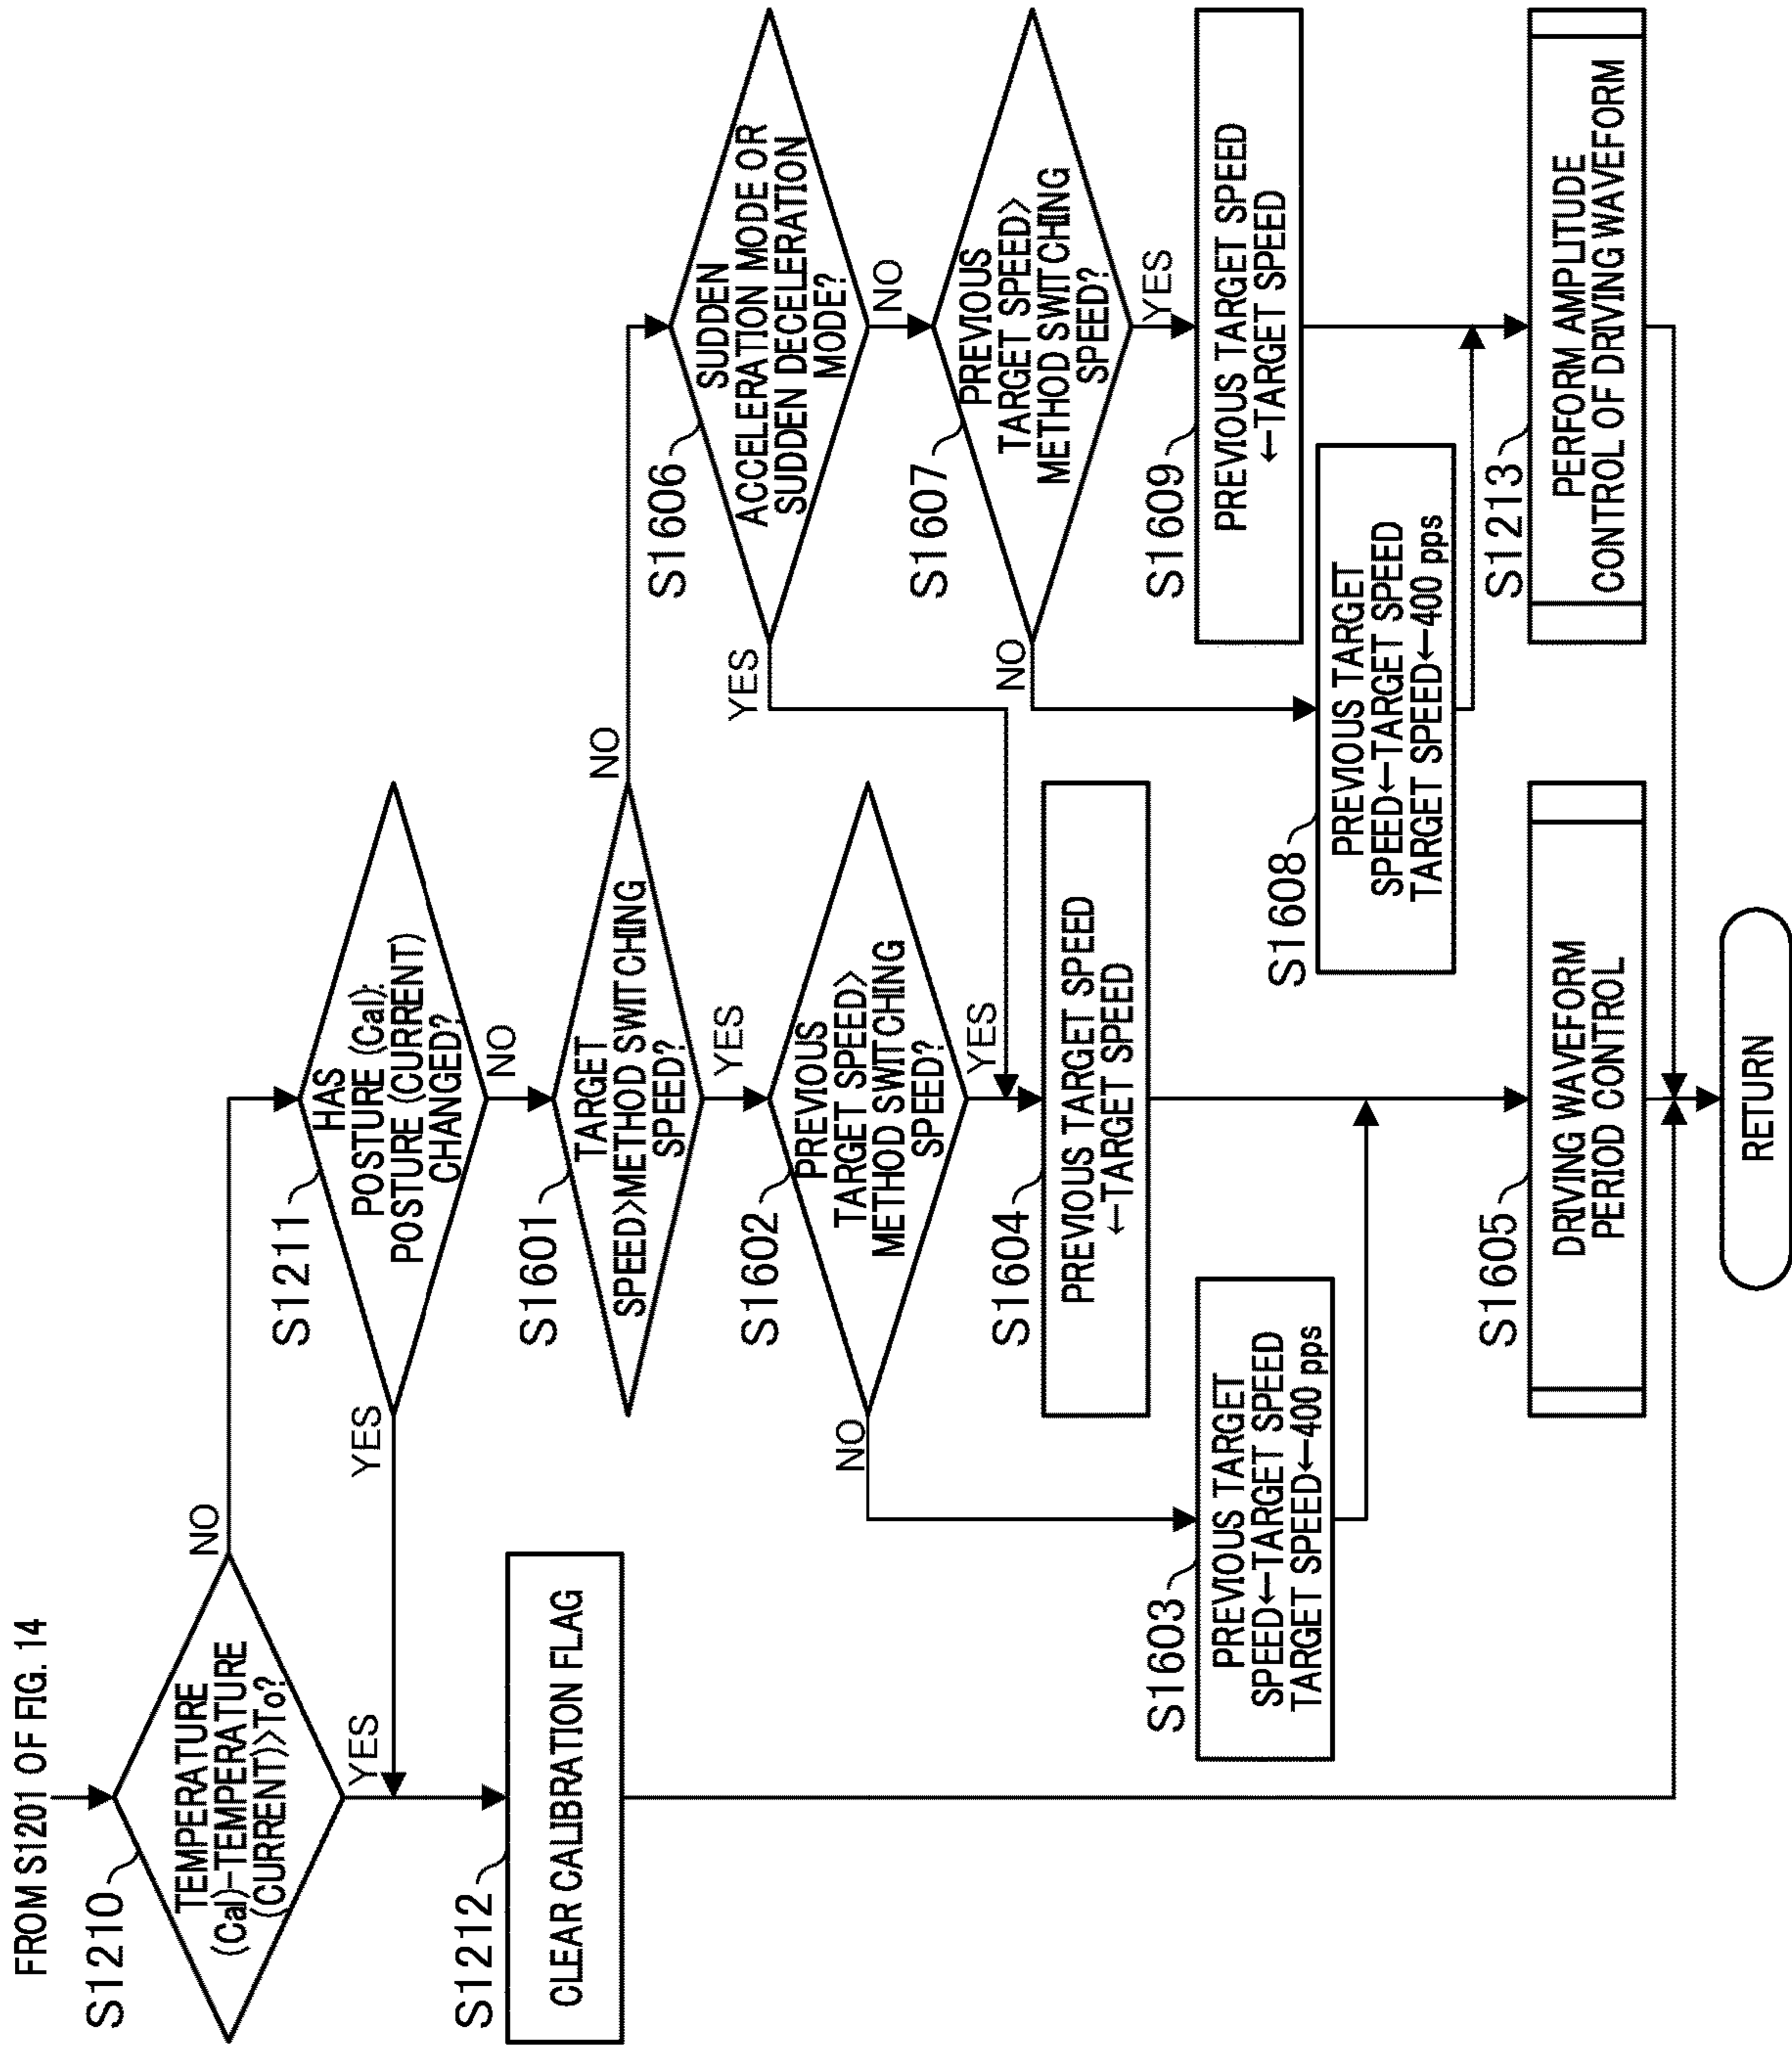 FROM S1201 OF FIG. 14
S1210
TEMPERATURE
(Cal)-TEMPERATURE
(CURRENT)>To?
NO
YES
S1211
HAS
POSTURE (Cal):
POSTURE (CURRENT)
CHANGED?
YES
NO
S1212
CLEAR CALIBRATION FLAG
S1601
TARGET
SPEED>METHOD SWITCHING
SPEED?
NO
YES
S1602
PREVIOUS
TARGET SPEED>
METHOD SWITCHING
SPEED?
NO
YES
S1606
SUDDEN
ACCELERATION MODE OR
SUDDEN DECELERATION
MODE?
YES
NO
S1607
PREVIOUS
TARGET SPEED>
METHOD SWITCHING
SPEED?
NO
YES
S1604
PREVIOUS TARGET SPEED
←TARGET SPEED
S1603
PREVIOUS TARGET
SPEED←TARGET SPEED
TARGET SPEED←400 pps
S1609
PREVIOUS TARGET SPEED
←TARGET SPEED
S1608
PREVIOUS TARGET
SPEED←TARGET SPEED
TARGET SPEED←400 pps
S1605
DRIVING WAVEFORM
PERIOD CONTROL
S1213
PERFORM AMPLITUDE
CONTROL OF DRIVING WAVEFORM
RETURN